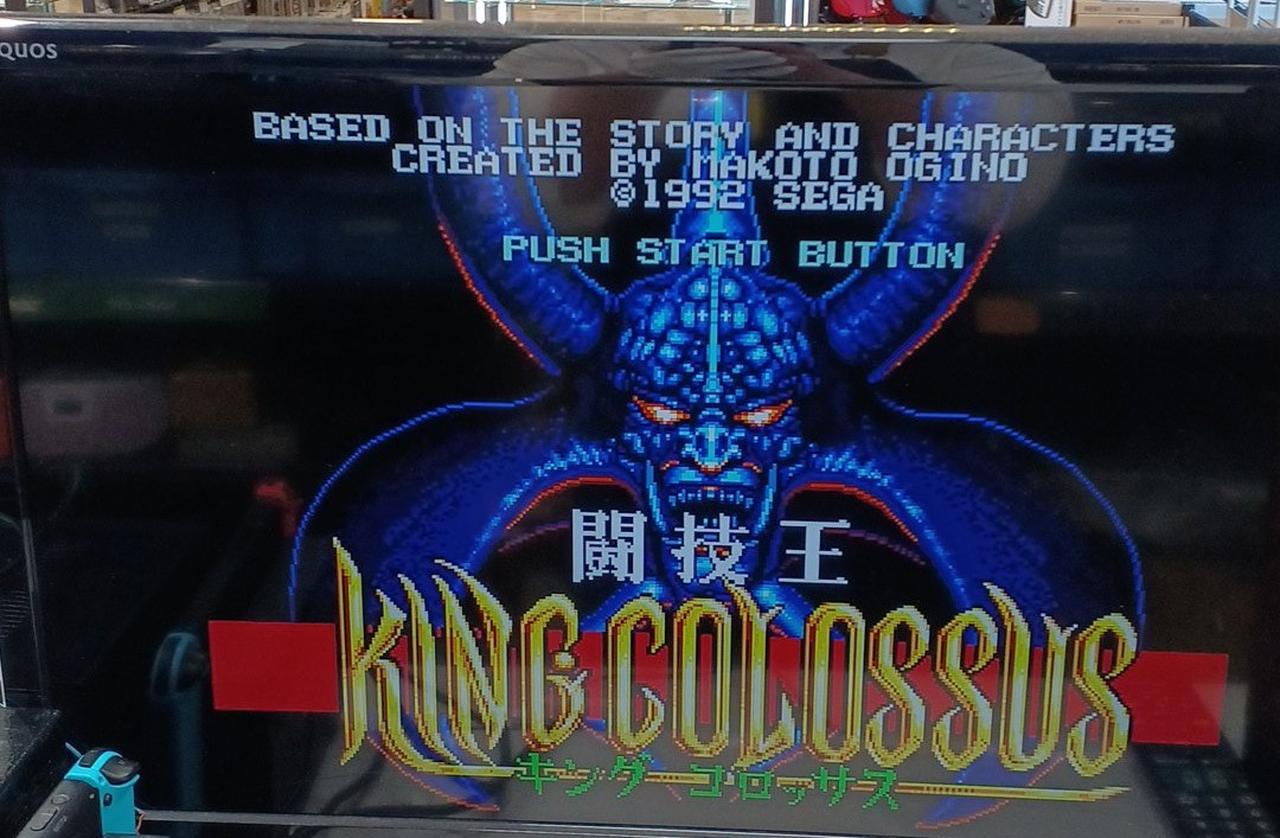 QUOS
BASED ON THE STORY AND CHARACTERS
CREATED BY MAKOTO OGINO
©1992 SEGA
PUSH START BUTTON
闘技王
KING COLOSSUS
キング コロッサス